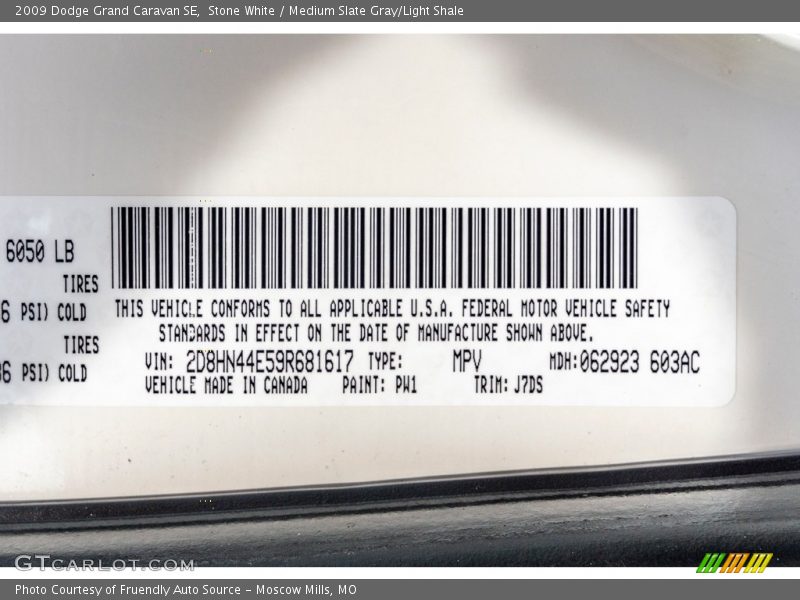 2009 Dodge Grand Caravan SE,  Stone White / Medium Slate Gray/Light Shale
6050 LB
TIRES
6 PSI) COLD
TIRES
36 PSI) COLD
THIS VEHICLE CONFORMS TO ALL APPLICABLE U.S.A. FEDERAL MOTOR VEHICLE SAFETY
STANDARDS IN EFFECT ON THE DATE OF MANUFACTURE SHOWN ABOVE.
VIN: 2D8HN44E59R681617 TYPE: MPV MDH:062923 603AC
VEHICLE MADE IN CANADA PAINT: PW1 TRIM: J7DS
GTCARLOT.COM
Photo Courtesy of Fruendly Auto Source - Moscow Mills, MO